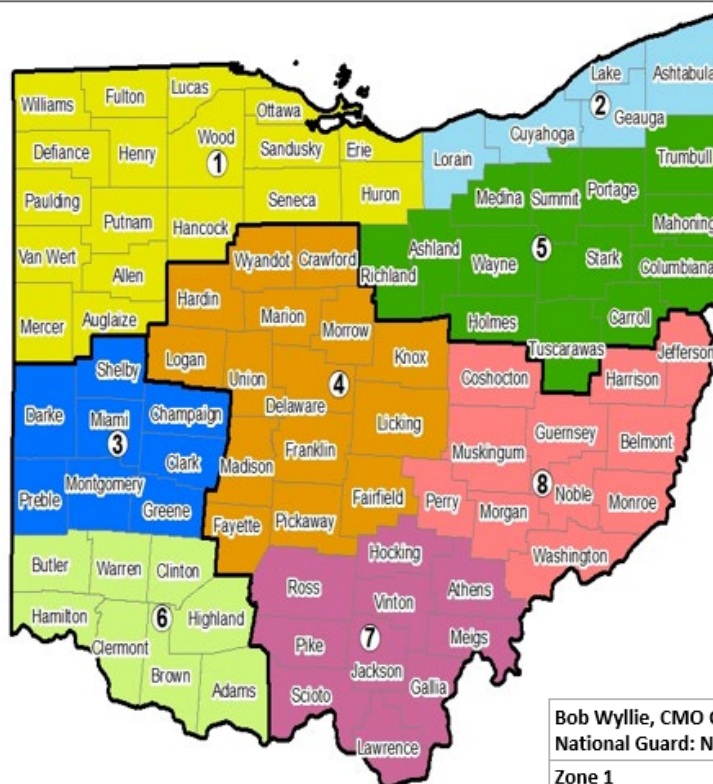 Lake
Ashtabula
2
Geauga
Cuyahoga
Lorain
Williams
Fulton
Lucas
Ottawa
Wood
1
Sandusky
Erie
Defiance
Henry
Trumbull
Paulding
Seneca
Huron
Medina
Summit
Portage
Putnam
Hancock
Mahoning
Van Wert
Wyandot
Crawford
Richland
Ashland
Wayne
5
Stark
Columbiana
Allen
Hardin
Mercer
Auglaize
Marion
Morrow
Holmes
Carroll
Logan
Knox
Tuscarawas
Jefferson
Shelby
Union
4
Coshocton
Harrison
Darke
Miami
Champaign
Delaware
Licking
3
Guernsey
Belmont
Clark
Franklin
Muskingum
Madison
Montgomery
8
Preble
Greene
Fairfield
Perry
Noble
Monroe
Morgan
Fayette
Pickaway
Washington
Hocking
Butler
Warren
Clinton
Ross
Athens
Vinton
Hamilton
6
Highland
Clermont
Pike
7
Meigs
Jackson
Brown
Adams
Scioto
Gallia
Lawrence
Bob Wyllie, CMO
National Guard: N
Zone 1